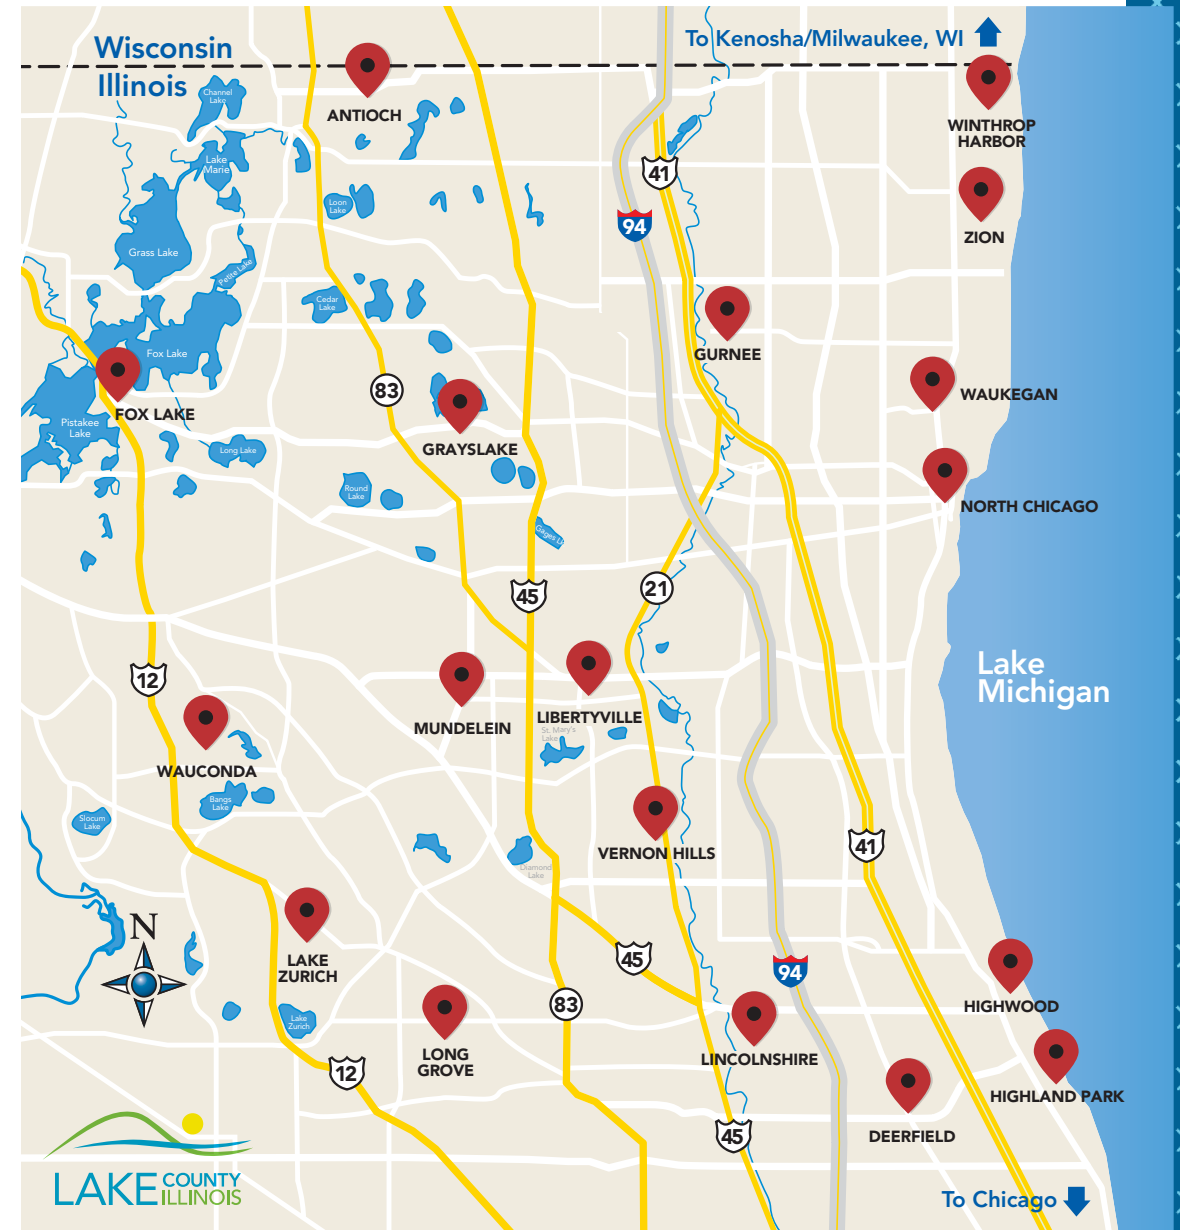 To Kenosha/Milwaukee, WI
Wisconsin
Illinois
Channel
Lake
ANTIOCH
WINTHROP
HARBOR
Lake
Marie
41
Loon
Lake
94
ZION
Grass Lake
Petite Lake
Cedar
Lake
Fox Lake
GURNEE
83
FOX LAKE
WAUKEGAN
Pistakee
Lake
GRAYSLAKE
Long Lake
Round
Lake
NORTH CHICAGO
Gages
45
21
12
Lake
Michigan
MUNDELEIN
LIBERTYVILLE
St. Mary's
Lake
WAUCONDA
Bangs
Lake
Slocum
Lake
VERNON HILLS
41
Diamond
Lake
N
LAKE
ZURICH
45
94
83
HIGHWOOD
Lake
Zurich
LONG
GROVE
LINCOLNSHIRE
12
HIGHLAND PARK
45
DEERFIELD
LAKE COUNTY
ILLINOIS
To Chicago